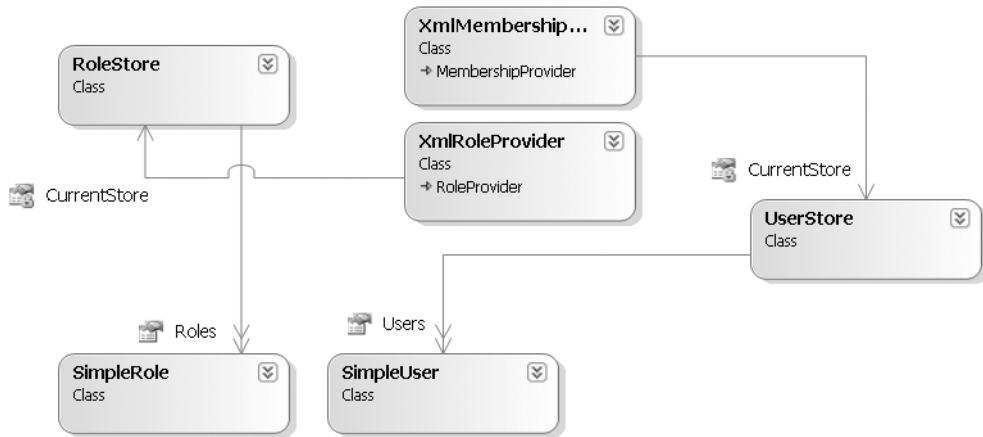 XmlMembership...
Class
MembershipProvider
RoleStore
Class
XmlRoleProvider
Class
RoleProvider
CurrentStore
CurrentStore
UserStore
Class
Roles
Users
SimpleRole
Class
SimpleUser
Class